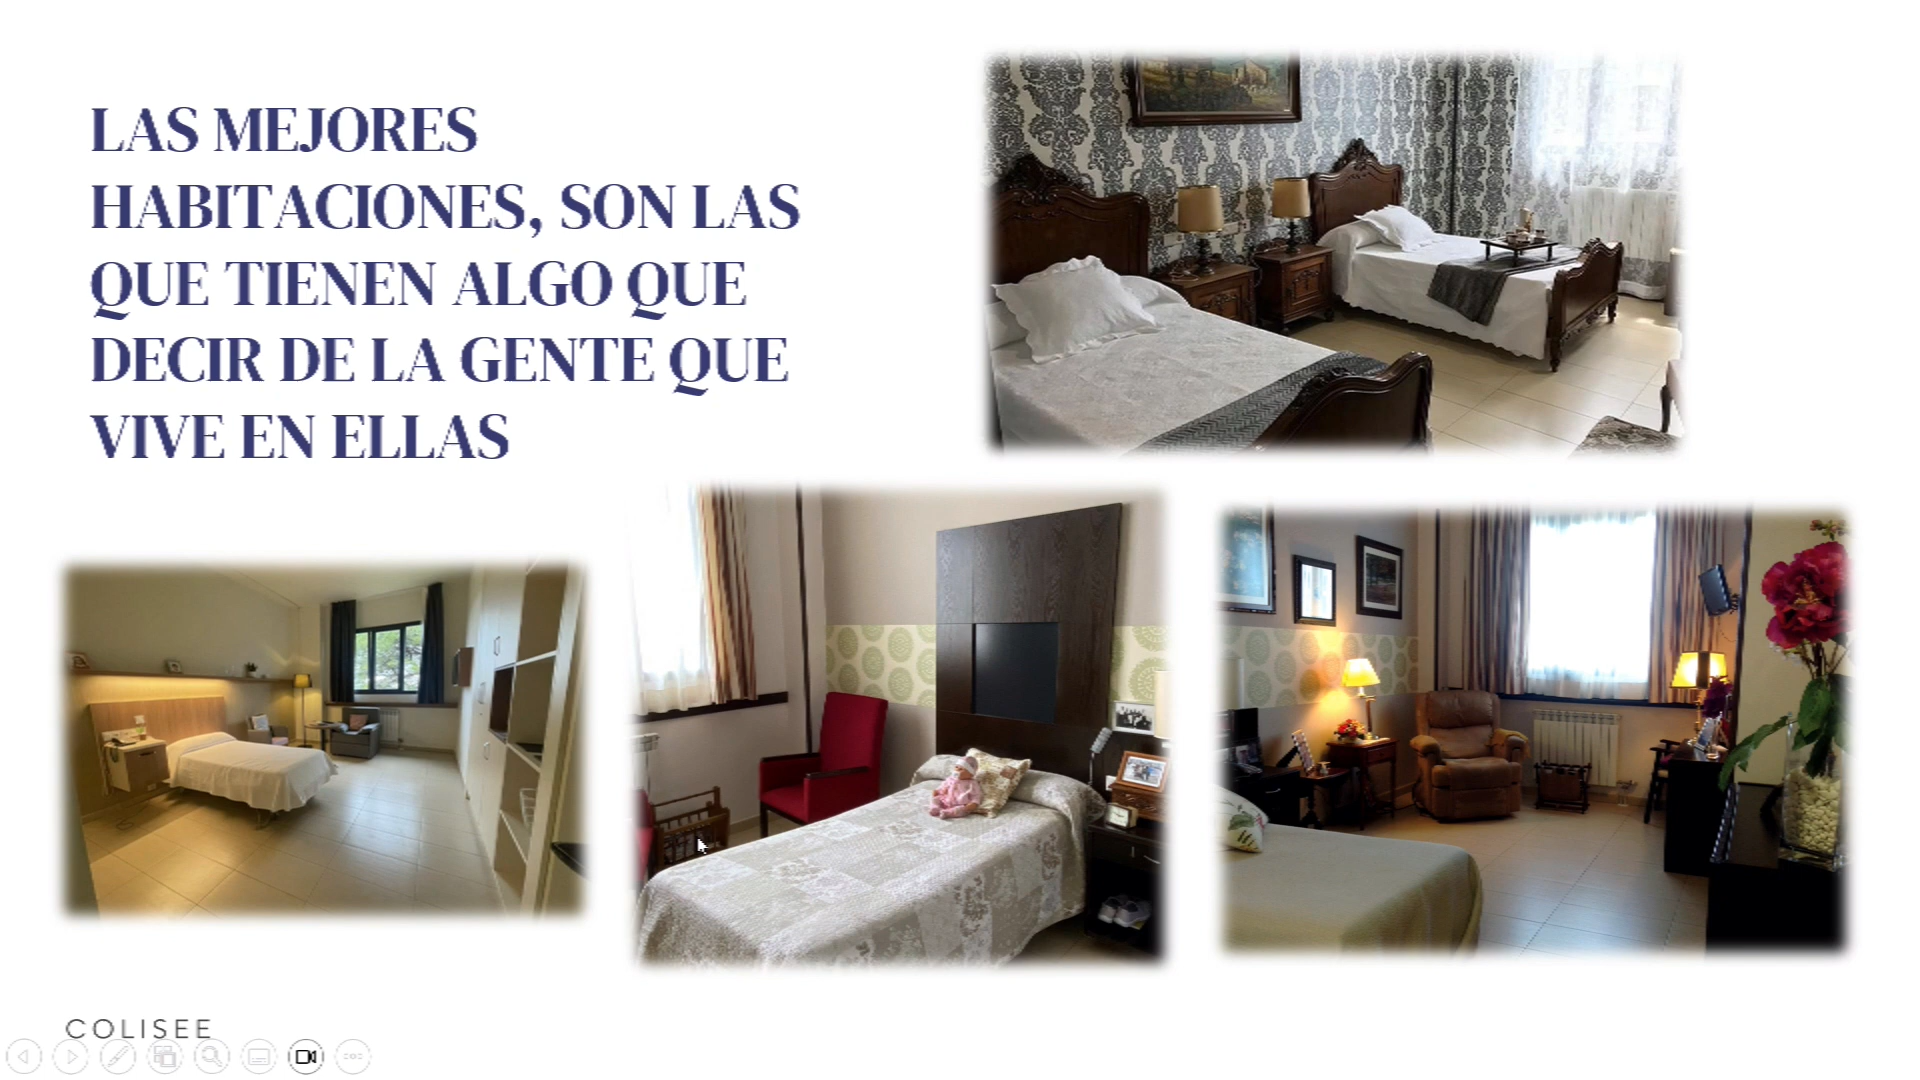 LAS MEJORES
HABITACIONES, SON LAS
QUE TIENEN ALGO QUE
DECIR DE LA GENTE QUE
VIVE EN ELLAS
COLISEE